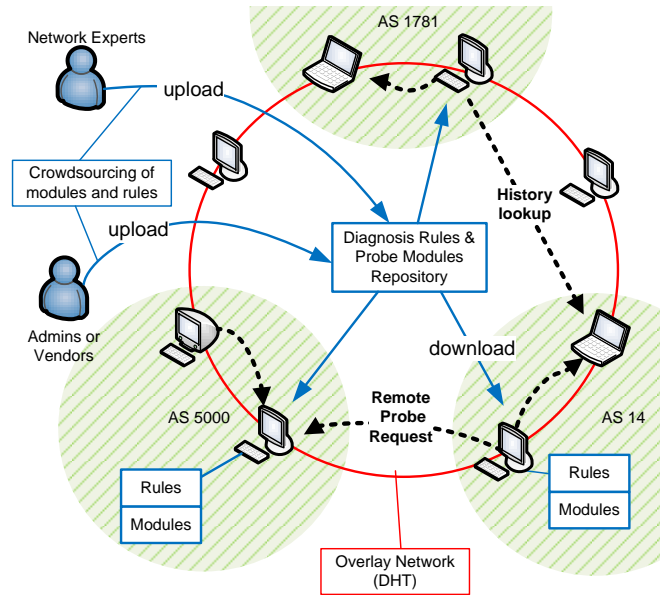 Network Experts
AS 1781
upload
Crowdsourcing of
modules and rules
History
lookup
upload
Diagnosis Rules &
Probe Modules
Repository
Admins or
Vendors
download
AS 5000
Remote
Probe
Request
AS 14
Rules
Modules
Rules
Modules
Overlay Network
(DHT)